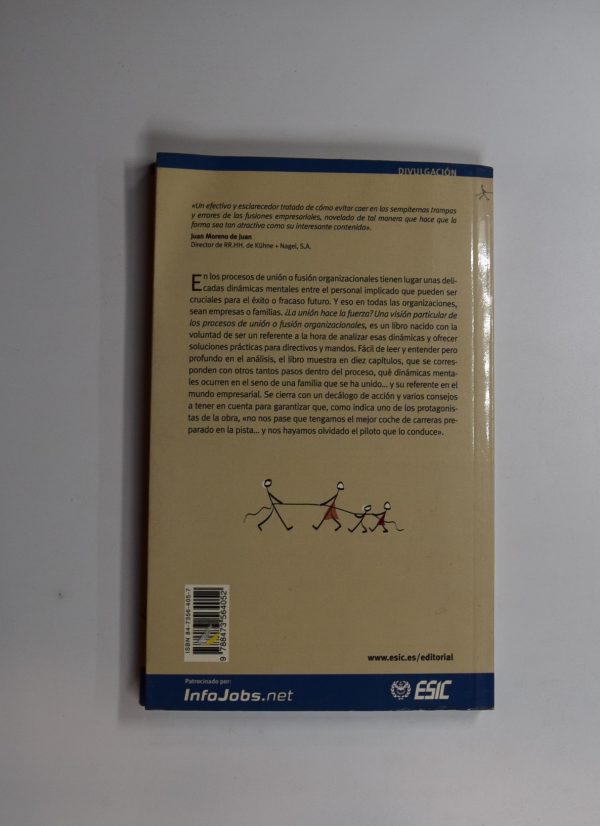 DIVULGACIÓN
«Un efectivo y esclarecedor tratado de cómo evitar caer en las sempiternas trampas
y errores de las fusiones empresariales, novelado de tal manera que hace que la
forma sea tan atractiva como su interesante contenido».
Juan Moreno de Juan
Director de RR.HH. de Kühne + Nagel, S.A.
En los procesos de unión o fusión organizacionales tienen lugar unas deli-
cadas dinámicas mentales entre el personal implicado que pueden ser
cruciales para el éxito o fracaso futuro. Y eso en todas las organizaciones,
sean empresas o familias. ¿La unión hace la fuerza? Una visión particular de
los procesos de unión o fusión organizacionales, es un libro nacido con la
voluntad de ser un referente a la hora de analizar esas dinámicas y ofrecer
soluciones prácticas para directivos y mandos. Fácil de leer y entender pero
profundo en el análisis, el libro muestra en diez capítulos, que se corres-
ponden con otros tantos pasos dentro del proceso, qué dinámicas menta-
les ocurren en el seno de una familia que se ha unido... y su referente en el
mundo empresarial. Se cierra con un decálogo de acción y varios consejos
a tener en cuenta para garantizar que, como indica uno de los protagonis-
tas de la obra, «no nos pase que tengamos el mejor coche de carreras pre-
parado en la pista... y nos hayamos olvidado el piloto que lo conduce».
ISBN 84-7356-405-7
9 788473 564052
www.esic.es/editorial
Patrocinado por:
InfoJobs.net
ESIC